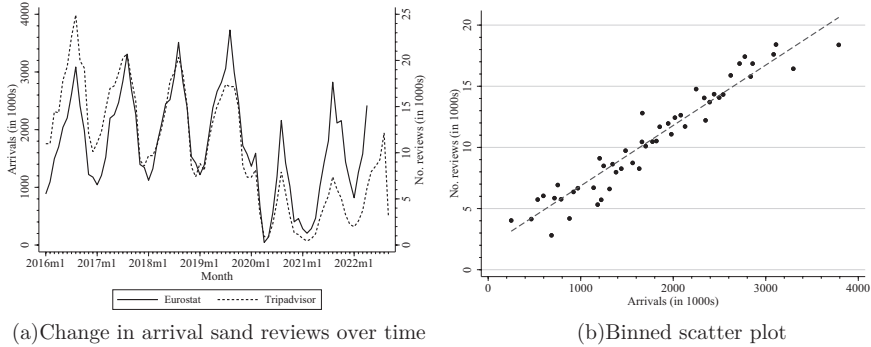 4000
3000
2000
1000
0
Arrivals (in 1000s)
25
20
15
10
5
0
No. reviews (in 1000s)
2016m1 2017m1 2018m1 2019m1 2020m1 2021m1 2022m1
Month
Eurostat Tripadvisor
(a)Change in arrival sand reviews over time
20
15
10
5
0
No. reviews (in 1000s)
0 1000 2000 3000 4000
Arrivals (in 1000s)
(b)Binned scatter plot